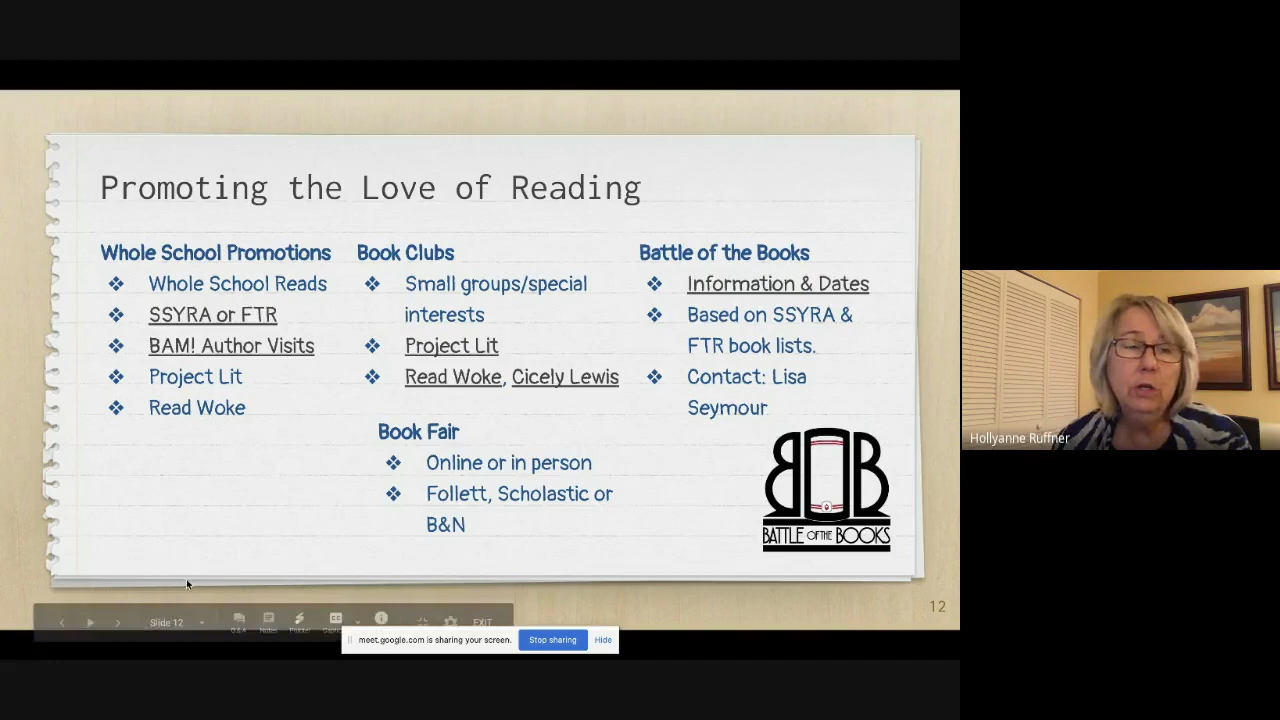 Promoting the Love of Reading
Whole School Promotions
❖ Whole School Reads
❖ SSYRA or FTR
❖ BAM! Author Visits
❖ Project Lit
❖ Read Woke
Book Clubs
❖ Small groups/special
interests
❖ Project Lit
❖ Read Woke, Cicely Lewis
Book Fair
❖ Online or in person
❖ Follett, Scholastic or
B&N
Battle of the Books
❖ Information & Dates
❖ Based on SSYRA &
FTR book lists.
❖ Contact: Lisa
Seymour
BOB
BATTLE OF THE BOOKS
12
Slide 12
Q&A
Notes
Pointer
EXIT
meet.google.com is sharing your screen.
Stop sharing
Hide
Hollyanne Ruffner